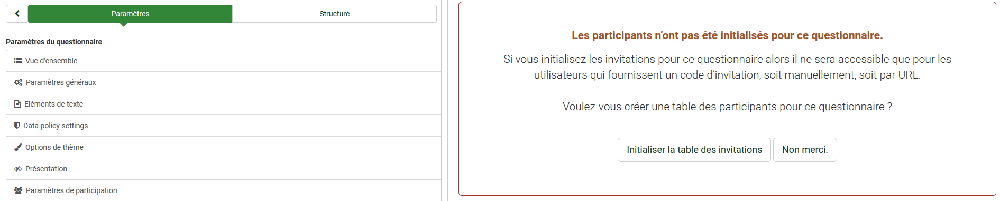 Paramètres
Structure
Paramètres du questionnaire
Vue d’ensemble
Paramètres généraux
Eléments de texte
Data policy settings
Options de thème
Présentation
Paramètres de participation
Les participants n’ont pas été initialisés pour ce questionnaire.
Si vous initialisez les invitations pour ce questionnaire alors il ne sera accessible que pour les
utilisateurs qui fournissent un code d’invitation, soit manuellement, soit par URL.
Voulez-vous créer une table des participants pour ce questionnaire ?
Initialiser la table des invitations
Non merci.